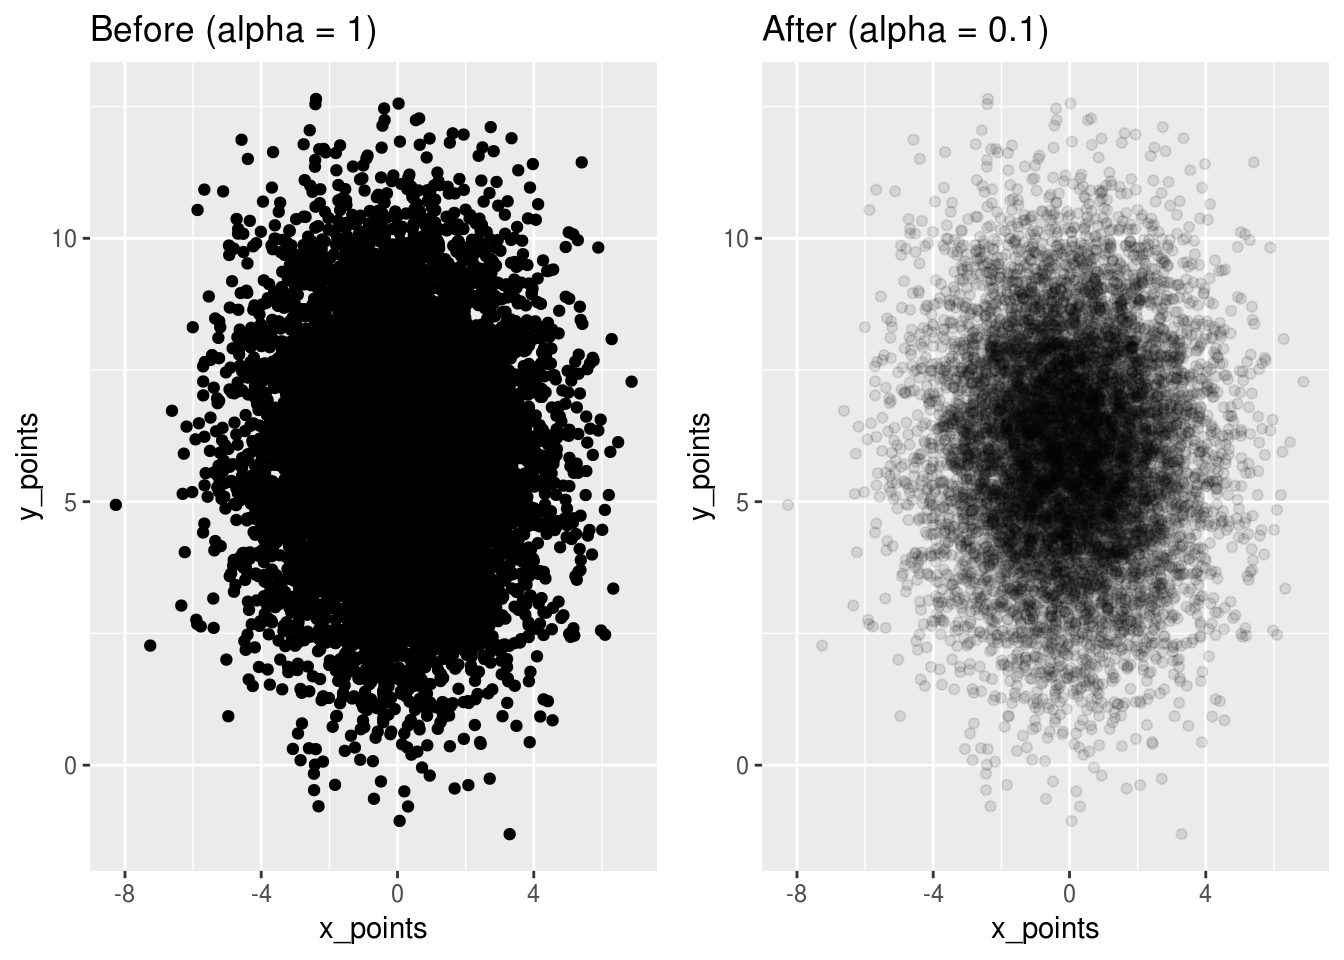 Before (alpha = 1)
y_points
10
5
0
-8 -4 0 4
x_points
After (alpha = 0.1)
y_points
10
5
0
-8 -4 0 4
x_points